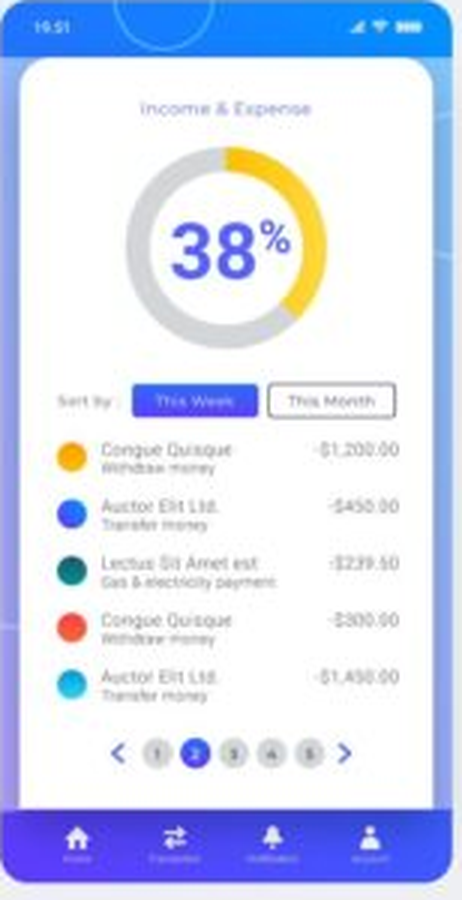 19:51
Income & Expense
38%
Sort by :
This Week
This Month
Congue Quisque
-$1,200.00
Withdraw money
Auctor Elit Ltd.
-$450.00
Transfer money
Lectus Sit Amet est
-$239.50
Gas & electricity payment
Congue Quisque
-$300.00
Withdraw money
Auctor Elit Ltd.
-$1,450.00
Transfer money
< 1 2 3 4 5 >
Home
Account